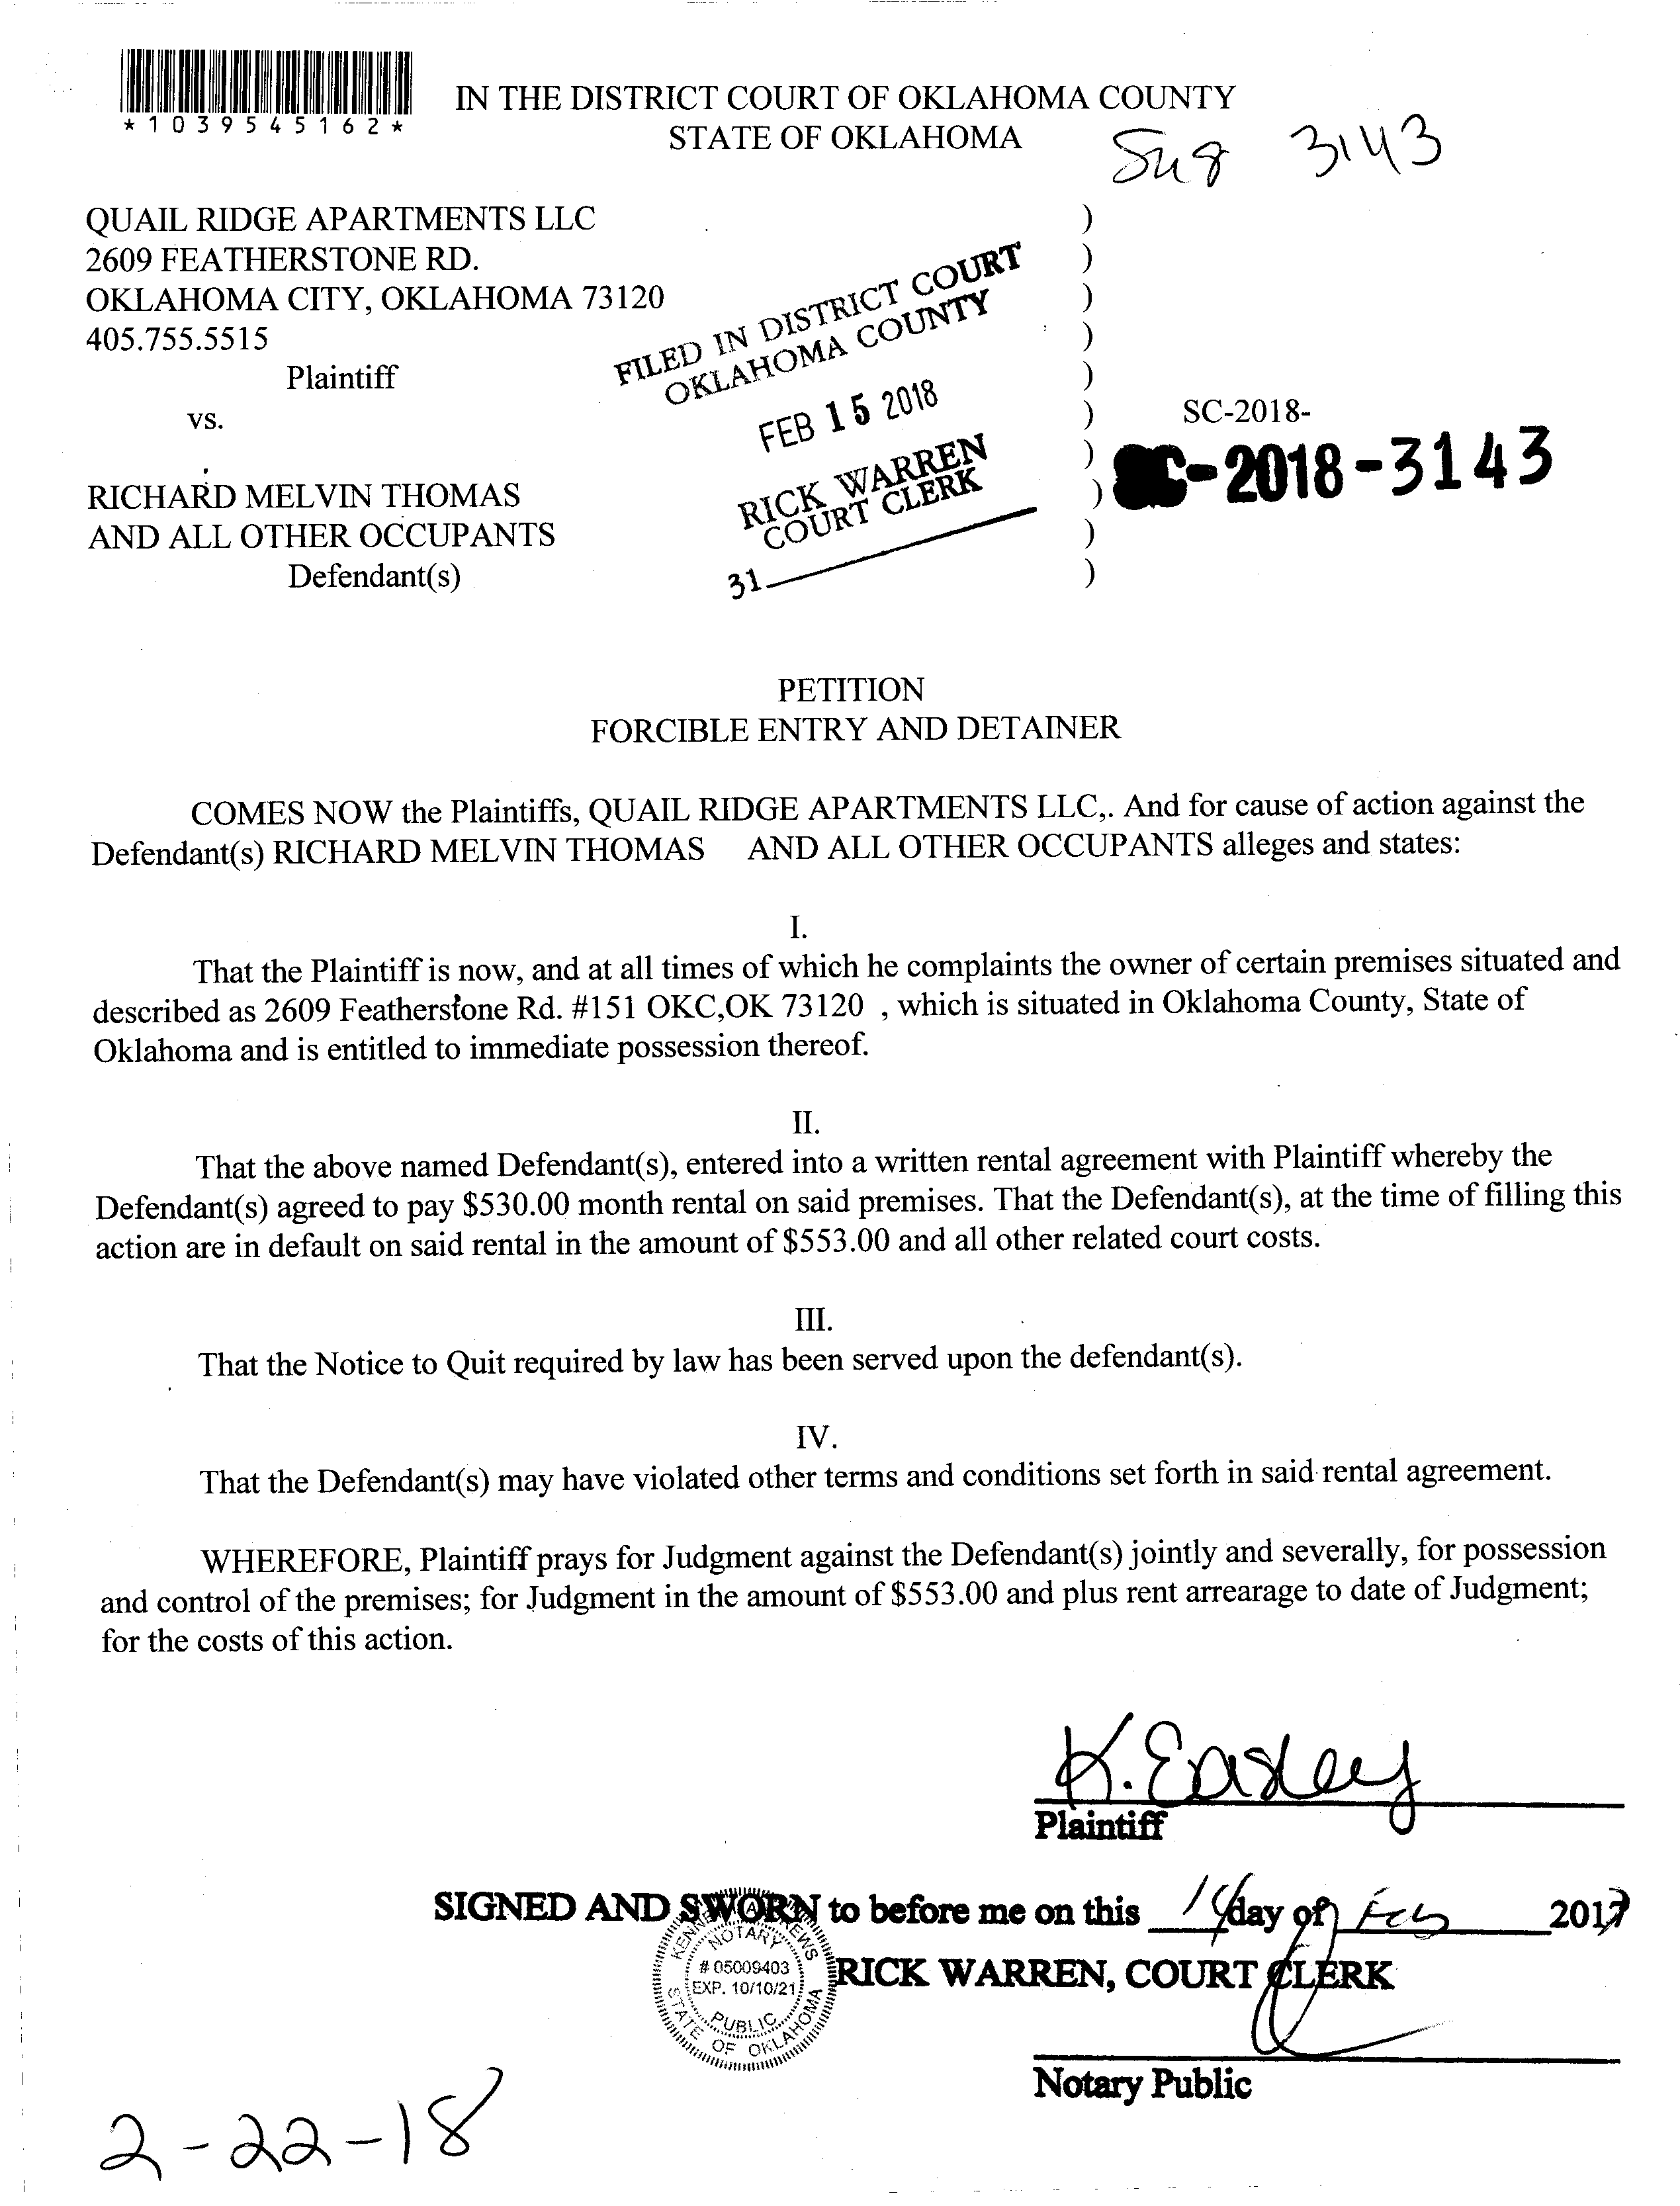 *1039545162*
IN THE DISTRICT COURT OF OKLAHOMA COUNTY
STATE OF OKLAHOMA
3143
QUAIL RIDGE APARTMENTS LLC )
2609 FEATHERSTONE RD. )
OKLAHOMA CITY, OKLAHOMA 73120 )
405.755.5515 )
Plaintiff )
vs. ) SC-2018-
)
RICHARD MELVIN THOMAS )
AND ALL OTHER OCCUPANTS )
Defendant(s) )
FILED IN DISTRICT COURT
OKLAHOMA COUNTY
FEB 15 2018
RICK WARREN
COURT CLERK
31
SC-2018-3143
PETITION
FORCIBLE ENTRY AND DETAINER
COMES NOW the Plaintiffs, QUAIL RIDGE APARTMENTS LLC,. And for cause of action against the
Defendant(s) RICHARD MELVIN THOMAS AND ALL OTHER OCCUPANTS alleges and states:
I.
That the Plaintiff is now, and at all times of which he complaints the owner of certain premises situated and
described as 2609 Featherstone Rd. #151 OKC,OK 73120 , which is situated in Oklahoma County, State of
Oklahoma and is entitled to immediate possession thereof.
II.
That the above named Defendant(s), entered into a written rental agreement with Plaintiff whereby the
Defendant(s) agreed to pay $530.00 month rental on said premises. That the Defendant(s), at the time of filling this
action are in default on said rental in the amount of $553.00 and all other related court costs.
III.
That the Notice to Quit required by law has been served upon the defendant(s).
IV.
That the Defendant(s) may have violated other terms and conditions set forth in said rental agreement.
WHEREFORE, Plaintiff prays for Judgment against the Defendant(s) jointly and severally, for possession
and control of the premises; for Judgment in the amount of $553.00 and plus rent arrearage to date of Judgment;
for the costs of this action.
K. Easley
Plaintiff
SIGNED AND SWORN to before me on this 14 day of Feb 2017
RICK WARREN, COURT CLERK
NOTARY
# 05009403
EXP. 10/10/21
PUBLIC
STATE OF OKLAHOMA
Notary Public
2-22-18